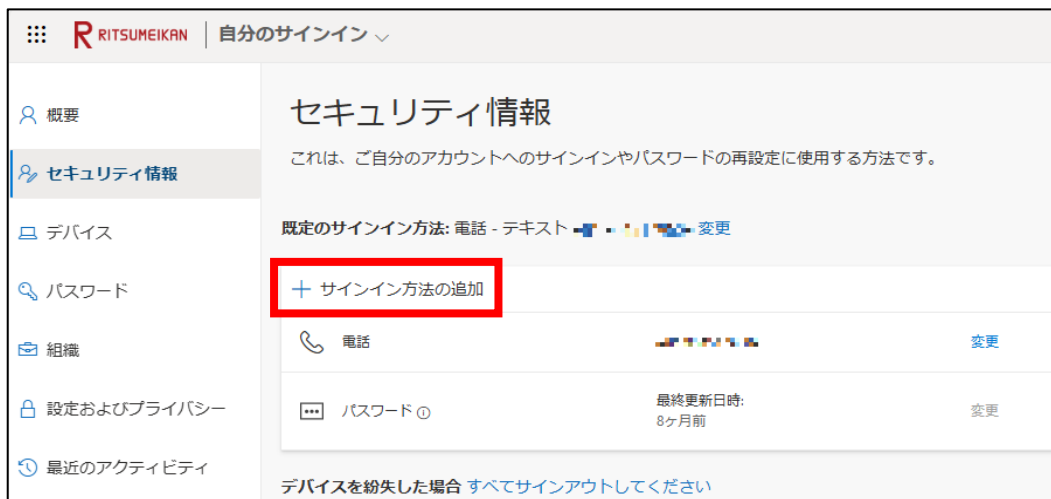 RITSUMEIKAN 自分のサインイン
概要
セキュリティ情報
デバイス
パスワード
組織
設定およびプライバシー
最近のアクティビティ
セキュリティ情報
これは、ご自分のアカウントへのサインインやパスワードの再設定に使用する方法です。
既定のサインイン方法: 電話 - テキスト 変更
+ サインイン方法の追加
電話 変更
パスワード 最終更新日時: 変更
8ヶ月前
デバイスを紛失した場合 すべてサインアウトしてください